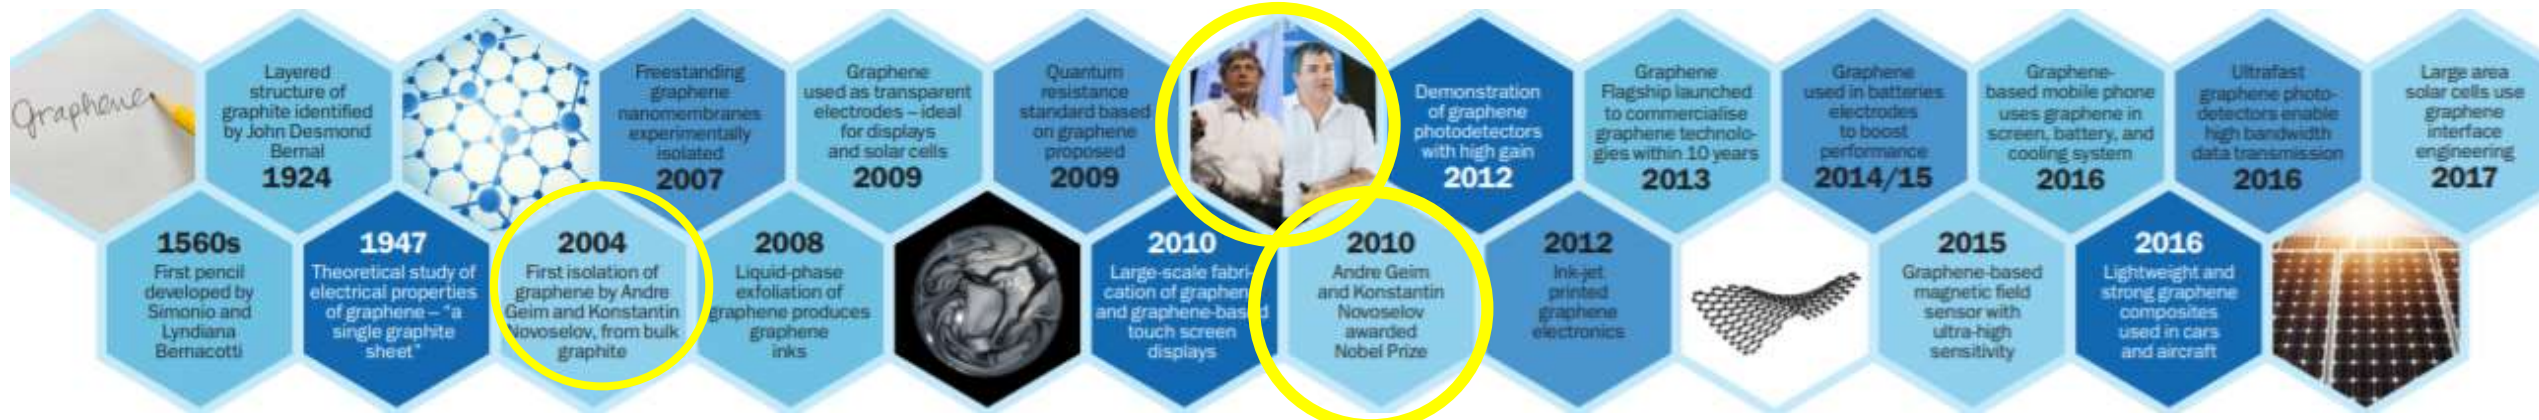 Graphene
Layered
structure of
graphite identified
by John Desmond
Bernal
1924
Freestanding
graphene
nanomembranes
experimentally
isolated
2007
Graphene
used as transparent
electrodes – ideal
for displays
and solar cells
2009
Quantum
resistance
standard based
on graphene
proposed
2009
Demonstration
of graphene
photodetectors
with high gain
2012
Graphene
Flagship launched
to commercialise
graphene technolo-
gies within 10 years
2013
Graphene
used in batteries
electrodes
to boost
performance
2014/15
Graphene-
based mobile phone
uses graphene in
screen, battery, and
cooling system
2016
Ultrafast
graphene photo-
detectors enable
high bandwidth
data transmission
2016
Large area
solar cells use
graphene
interface
engineering
2017
1560s
First pencil
developed by
Simonio and
Lyndiana
Bernacotti
1947
Theoretical study of
electrical properties
of graphene – "a
single graphite
sheet"
2004
First isolation of
graphene by Andre
Geim and Konstantin
Novoselov, from bulk
graphite
2008
Liquid-phase
exfoliation of
graphene produces
graphene
inks
2010
Large-scale fabri-
cation of graphene
and graphene-based
touch screen
displays
2010
Andre Geim
and Konstantin
Novoselov
awarded
Nobel Prize
2012
Ink-jet
printed
graphene
electronics
2015
Graphene-based
magnetic field
sensor with
ultra-high
sensitivity
2016
Lightweight and
strong graphene
composites
used in cars
and aircraft